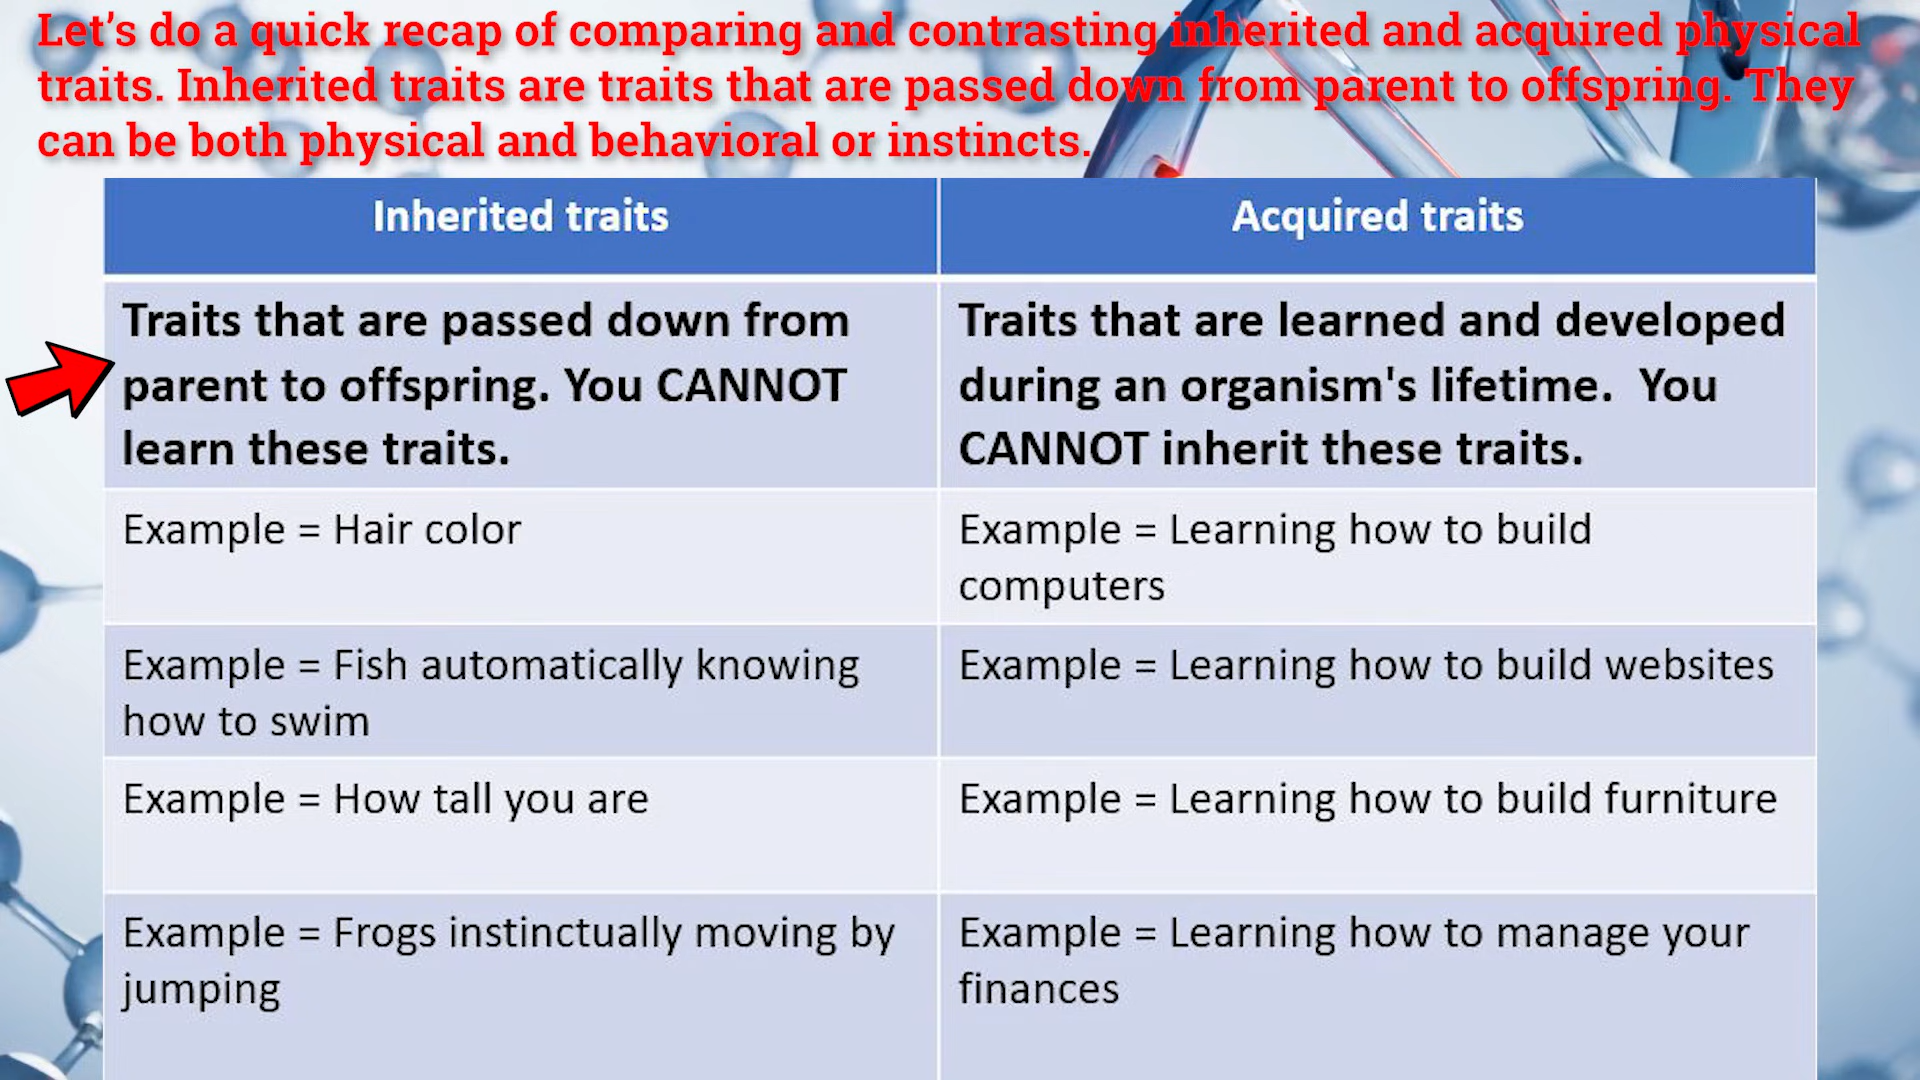 Let’s do a quick recap of comparing and contrasting inherited and acquired physical
traits. Inherited traits are traits that are passed down from parent to offspring. They
can be both physical and behavioral or instincts.
Inherited traits
Acquired traits
Traits that are passed down from
parent to offspring. You CANNOT
learn these traits.
Traits that are learned and developed
during an organism's lifetime.  You
CANNOT inherit these traits.
Example = Hair color
Example = Learning how to build
computers
Example = Fish automatically knowing
how to swim
Example = Learning how to build websites
Example = How tall you are
Example = Learning how to build furniture
Example = Frogs instinctually moving by
jumping
Example = Learning how to manage your
finances